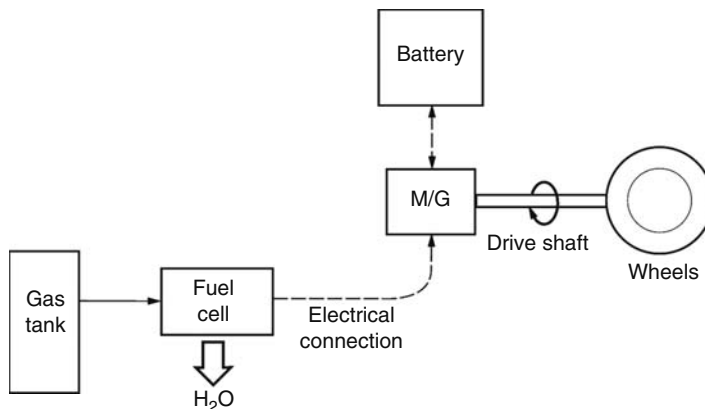 Battery
M/G
Drive shaft
Wheels
Gas
tank
Fuel
cell
Electrical
connection
H₂O